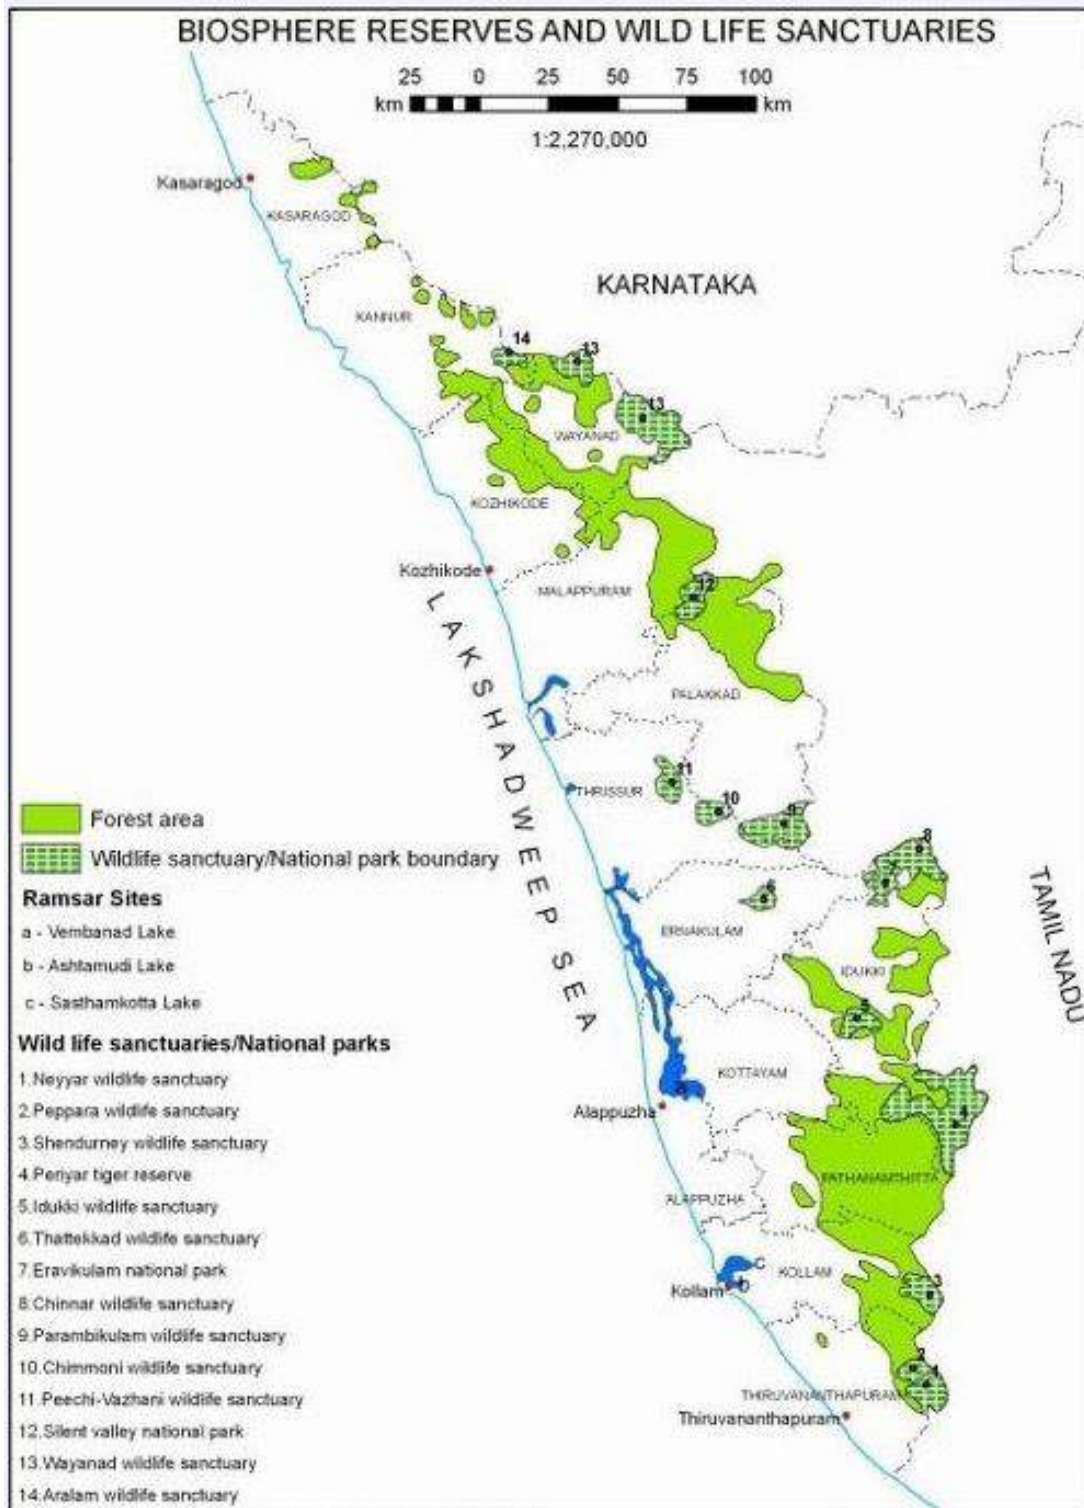 BIOSPHERE RESERVES AND WILD LIFE SANCTUARIES
25 0 25 50 75 100
km km
1:2,270,000
Kasaragod
KASARAGOD
KARNATAKA
KANNUR
14
13
13
WAYANAD
KOZHIKODE
Kozhikode
MALAPPURAM
12
LAKSHADWEEP SEA
PALAKKAD
11
THRISSUR
10
9
8
7
6
ERNAKULAM
TAMIL NADU
IDUKKI
5
KOTTAYAM
a
Alappuzha
4
PATHANAMTHITTA
ALAPPUZHA
C
KOLLAM
b
Kollam
3
2
1
THIRUVANANTHAPURAM
Thiruvananthapuram
Forest area
Wildlife sanctuary/National park boundary
Ramsar Sites
a - Vembanad Lake
b - Ashtamudi Lake
c - Sasthamkotta Lake
Wild life sanctuaries/National parks
1.Neyyar wildlife sanctuary
2.Peppara wildlife sanctuary
3.Shendurney wildlife sanctuary
4.Periyar tiger reserve
5.Idukki wildlife sanctuary
6.Thattekkad wildlife sanctuary
7.Eravikulam national park
8.Chinnar wildlife sanctuary
9.Parambikulam wildlife sanctuary
10.Chimmoni wildlife sanctuary
11.Peechi-Vazhani wildlife sanctuary
12.Silent valley national park
13.Wayanad wildlife sanctuary
14.Aralam wildlife sanctuary